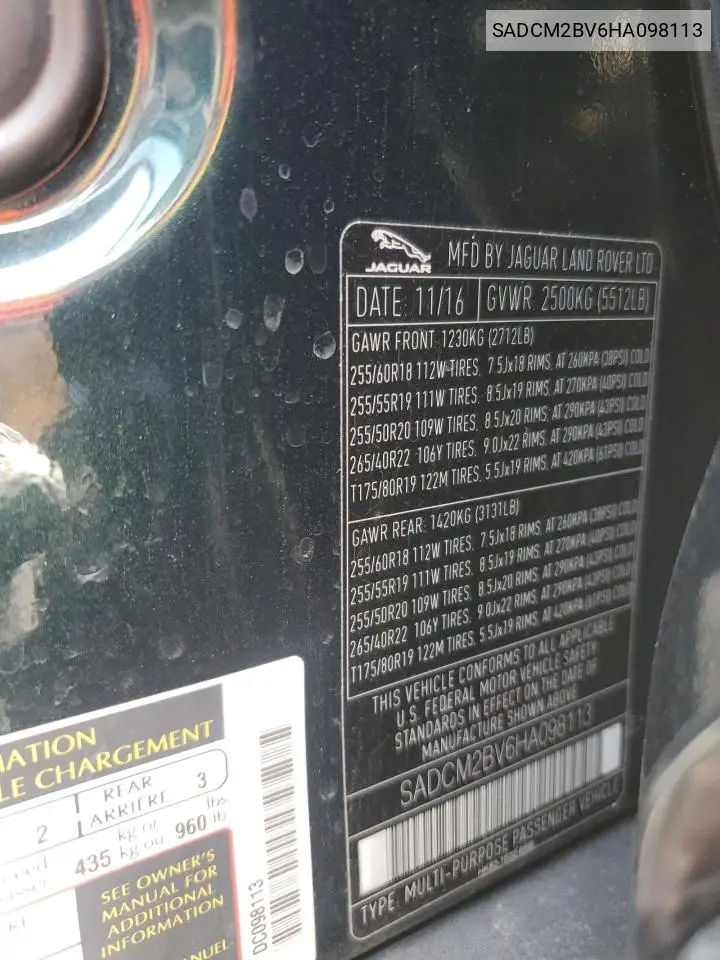 SADCM2BV6HA098113
JAGUAR
MFD BY JAGUAR LAND ROVER LTD
DATE: 11/16
GVWR: 2500KG (5512LB)
GAWR FRONT: 1230KG (2712LB)
255/60R18 112W TIRES, 7.5Jx18 RIMS, AT 260KPA (38PSI) COLD
255/55R19 111W TIRES, 8.5Jx19 RIMS, AT 270KPA (40PSI) COLD
255/50R20 109W TIRES, 8.5Jx20 RIMS, AT 290KPA (43PSI) COLD
265/40R22 106Y TIRES, 9.0Jx22 RIMS, AT 290KPA (43PSI) COLD
T175/80R19 122M TIRES, 5.5Jx19 RIMS, AT 420KPA (61PSI) COLD
GAWR REAR: 1420KG (3131LB)
255/60R18 112W TIRES, 7.5Jx18 RIMS, AT 260KPA (38PSI) COLD
255/55R19 111W TIRES, 8.5Jx19 RIMS, AT 270KPA (40PSI) COLD
255/50R20 109W TIRES, 8.5Jx20 RIMS, AT 290KPA (43PSI) COLD
265/40R22 106Y TIRES, 9.0Jx22 RIMS, AT 290KPA (43PSI) COLD
T175/80R19 122M TIRES, 5.5Jx19 RIMS, AT 420KPA (61PSI) COLD
THIS VEHICLE CONFORMS TO ALL APPLICABLE
U.S. FEDERAL MOTOR VEHICLE SAFETY
STANDARDS IN EFFECT ON THE DATE OF
MANUFACTURE SHOWN ABOVE
SADCM2BV6HA098113
TYPE: MULTI-PURPOSE PASSENGER VEHICLE
MATION
LE CHARGEMENT
2
REAR
ARRIÈRE
3
435 kg or kg ou 960 lbs. lb
SEE OWNER'S
MANUAL FOR
ADDITIONAL
INFORMATION
MANUEL
DC098113